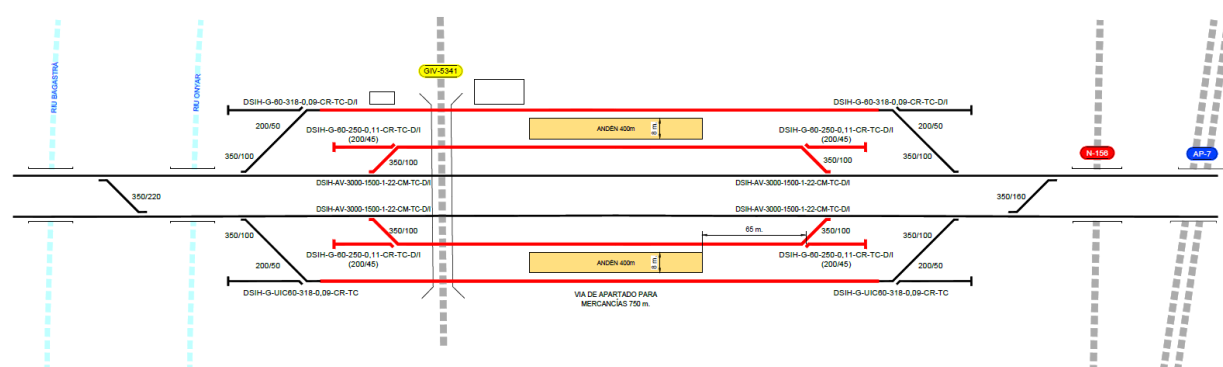 RIU BAGASTRÀ
RIU ONYAR
GIV-5341
DSIH-G-60-318-0,09-CR-TC-D/I
DSIH-G-60-318-0,09-CR-TC-D/I
200/50
DSIH-G-60-250-0,11-CR-TC-D/I
(200/45)
ANDÉN 400m
8 m.
DSIH-G-60-250-0,11-CR-TC-D/I
(200/45)
200/50
350/100
350/100
350/100
350/100
N-156
AP-7
DSIH-AV-3000-1500-1-22-CM-TC-D/I
DSIH-AV-3000-1500-1-22-CM-TC-D/I
350/220
350/160
DSIH-AV-3000-1500-1-22-CM-TC-D/I
DSIH-AV-3000-1500-1-22-CM-TC-D/I
350/100
350/100
65 m.
350/100
350/100
DSIH-G-60-250-0,11-CR-TC-D/I
(200/45)
ANDÉN 400m
8 m.
DSIH-G-60-250-0,11-CR-TC-D/I
(200/45)
200/50
200/50
DSIH-G-UIC60-318-0,09-CR-TC
VIA DE APARTADO PARA
MERCANCÍAS 750 m.
DSIH-G-UIC60-318-0,09-CR-TC